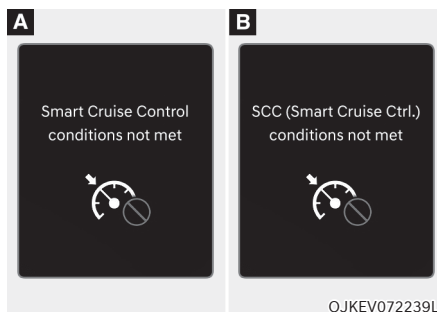 A
Smart Cruise Control
conditions not met
B
SCC (Smart Cruise Ctrl.)
conditions not met
OJKEV072239L